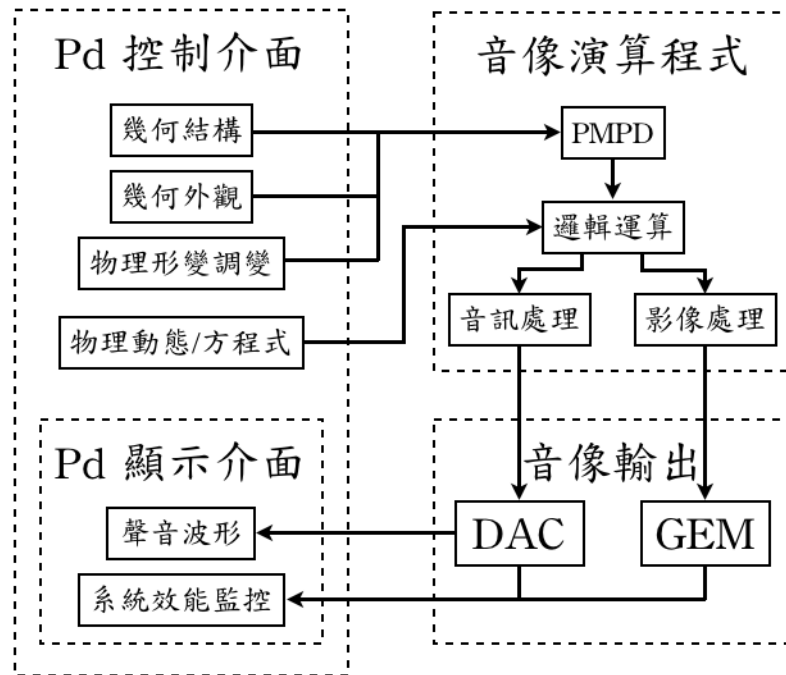 Pd 控制介面
幾何結構
幾何外觀
物理形變調變
物理動態/方程式
Pd 顯示介面
聲音波形
系統效能監控
音像演算程式
PMPD
邏輯運算
音訊處理
影像處理
音像輸出
DAC
GEM